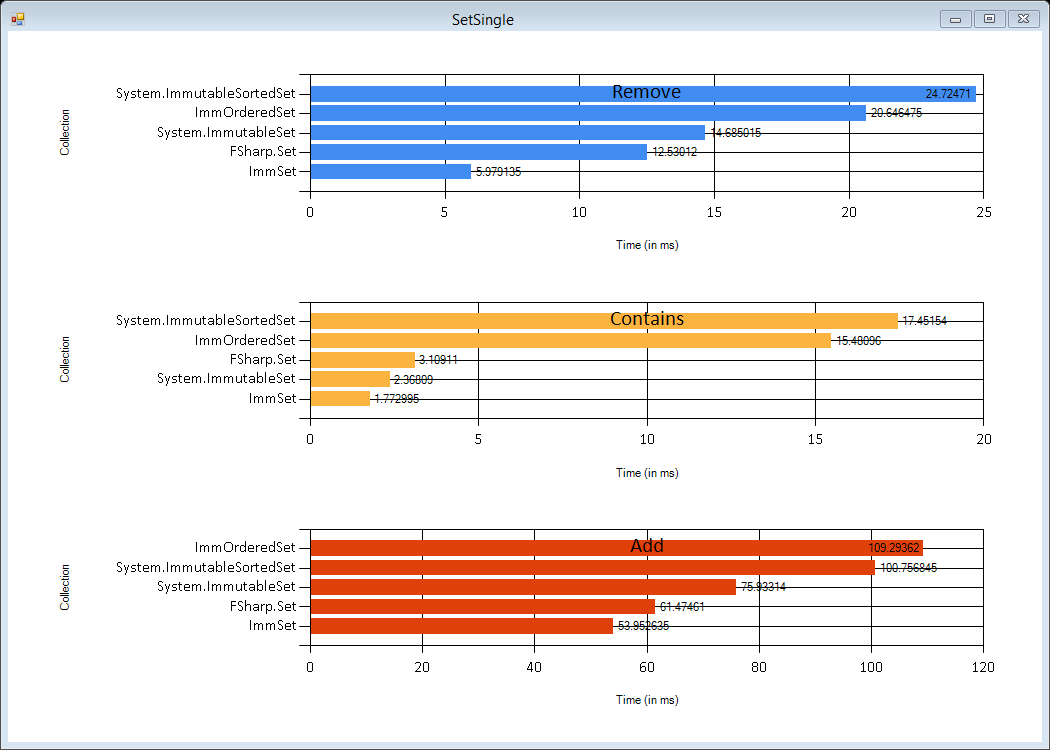 SetSingle
Remove
Collection
System.ImmutableSortedSet 24.72471
ImmOrderedSet 20.646475
System.ImmutableSet 14.685015
FSharp.Set 12.53012
ImmSet 5.979135
0 5 10 15 20 25
Time (in ms)
Contains
Collection
System.ImmutableSortedSet 17.45154
ImmOrderedSet 15.48096
FSharp.Set 3.10911
System.ImmutableSet 2.36809
ImmSet 1.772995
0 5 10 15 20
Time (in ms)
Add
Collection
ImmOrderedSet 109.29362
System.ImmutableSortedSet 100.756845
System.ImmutableSet 75.93314
FSharp.Set 61.47461
ImmSet 53.952635
0 20 40 60 80 100 120
Time (in ms)